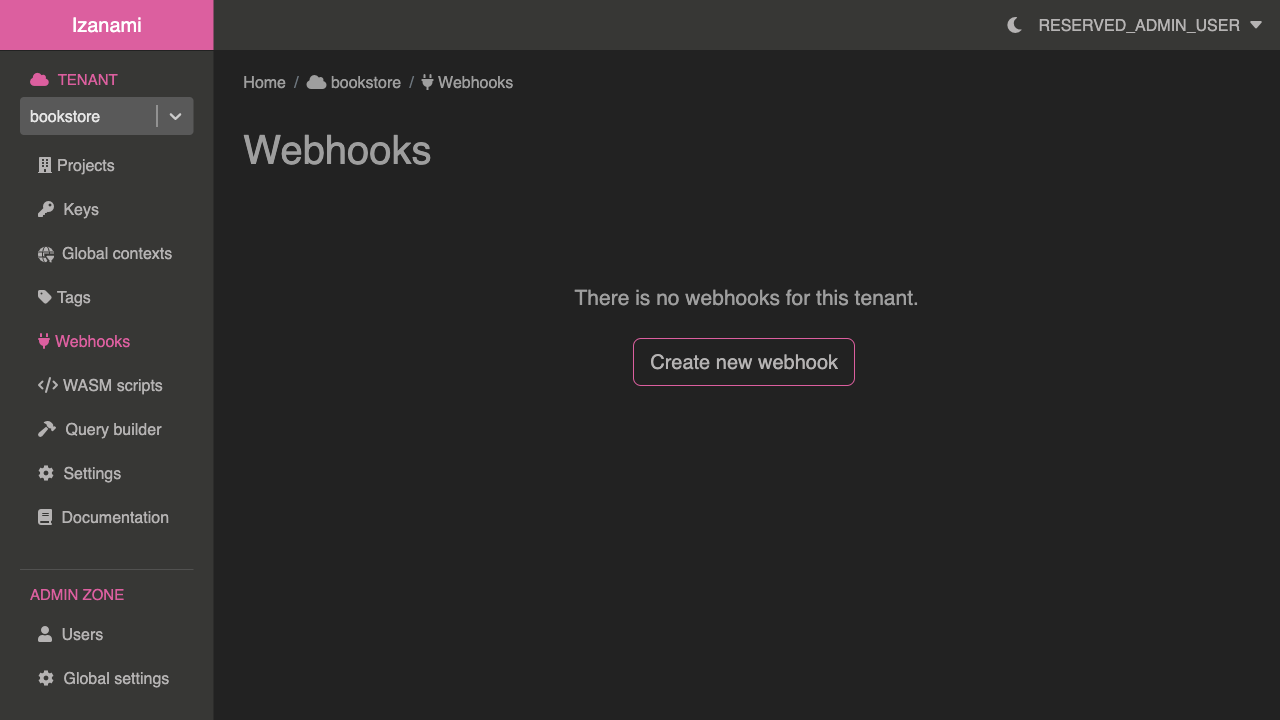 Izanami
RESERVED_ADMIN_USER
TENANT
bookstore
Projects
Keys
Global contexts
Tags
Webhooks
WASM scripts
Query builder
Settings
Documentation
ADMIN ZONE
Users
Global settings
Home / bookstore / Webhooks
Webhooks
There is no webhooks for this tenant.
Create new webhook